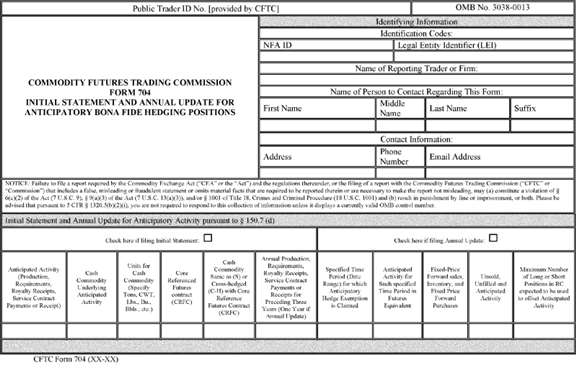 Public Trader ID No. [provided by CFTC]
OMB No. 3038-0013
COMMODITY FUTURES TRADING COMMISSION
FORM 704
INITIAL STATEMENT AND ANNUAL UPDATE FOR
ANTICIPATORY BONA FIDE HEDGING POSITIONS
Identifying Information
Identification Codes:
NFA ID
Legal Entity Identifier (LEI)
Name of Reporting Trader or Firm:
Name of Person to Contact Regarding This Form:
First Name
Middle
Name
Last Name
Suffix
Contact Information:
Address
Phone
Number
Email Address
NOTICE: Failure to file a report required by the Commodity Exchange Act ("CEA" or the "Act") and the regulations thereunder, or the filing of a report with the Commodity Futures Trading Commission ("CFTC" or
"Commission") that includes a false, misleading or fraudulent statement or omits material facts that are required to be reported therein or are necessary to make the report not misleading, may (a) constitute a violation of §
6(c)(2) of the Act (7 U.S.C. 9), § 9(a)(3) of the Act (7 U.S.C. 13(a)(3)), and/or § 1001 of Title 18, Crimes and Criminal Procedure (18 U.S.C. 1001) and (b) result in punishment by fine or imprisonment, or both. Please be
advised that pursuant to 5 CFR § 1320.5(b)(2)(i), you are not required to respond to this collection of information unless it displays a currently valid OMB control number.
Initial Statement and Annual Update for Anticipatory Activity pursuant to § 150.7 (d)
Check here if filing Initial Statement:
Check here if filing Annual Update:
Anticipated Activity
(Production,
Requirements,
Royalty Receipts,
Service Contract
Payments or Receipt)
Cash
Commodity
Underlying
Anticipated
Activity
Units for
Cash
Commodity
(Specify
Tons, CWT,
Lbs., Bu.,
Bbls., etc.)
Core
Referenced
Futures
contract
(CRFC)
Cash
Commodity
Same as (S) or
Cross-hedged
(C-H) with Core
Reference
Futures Contract
(CRFC)
Annual Production,
Requirements,
Royalty Receipts,
Service Contract
Payments or
Receipts for
Preceding Three
Years (One Year if
Annual Update)
Specified Time
Period (Date
Range) for which
Anticipatory
Hedge Exemption
is Claimed
Anticipated
Activity for
Such specified
Time Period in
Futures
Equivalent
Fixed-Price
Forward sales,
Inventory, and
Fixed Price
Forward
Purchases
Unsold,
Unfilled and
Anticipated
Activity
Maximum Number
of Long or Short
Positions in RC
expected to be
used to offset Anticipated
Activity
CFTC Form 704 (XX-XX)